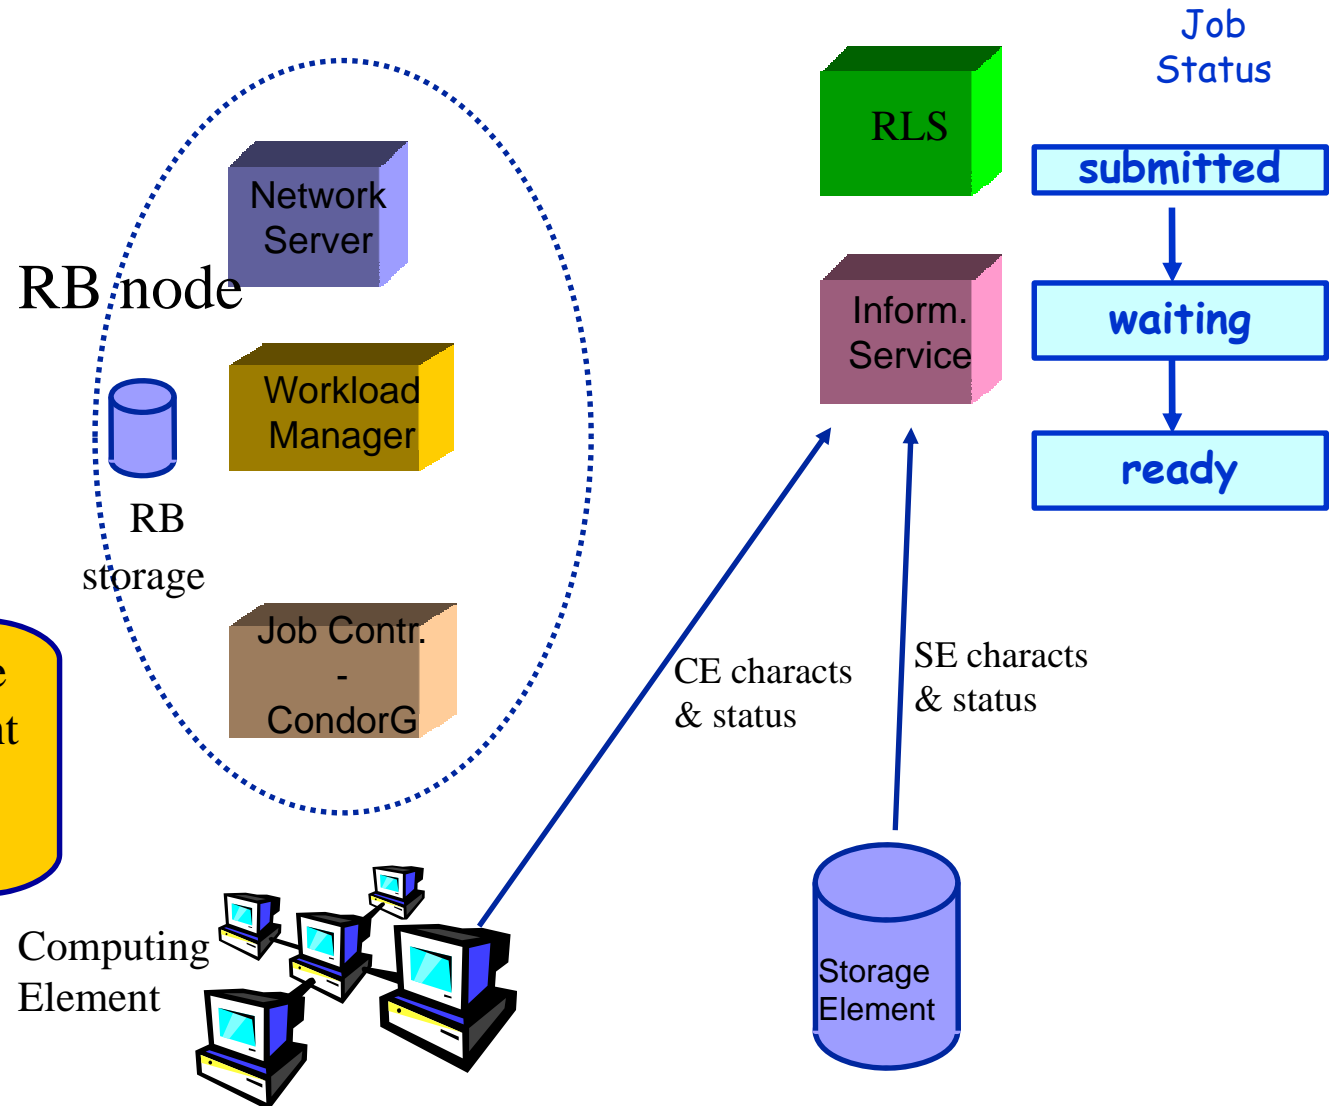 Job
Status
RLS
submitted
Network
Server
RB node
Inform.
Service
waiting
Workload
Manager
ready
RB
storage
Job Contr.
-
CondorG
CE characts
& status
SE characts
& status
Computing
Element
Storage
Element